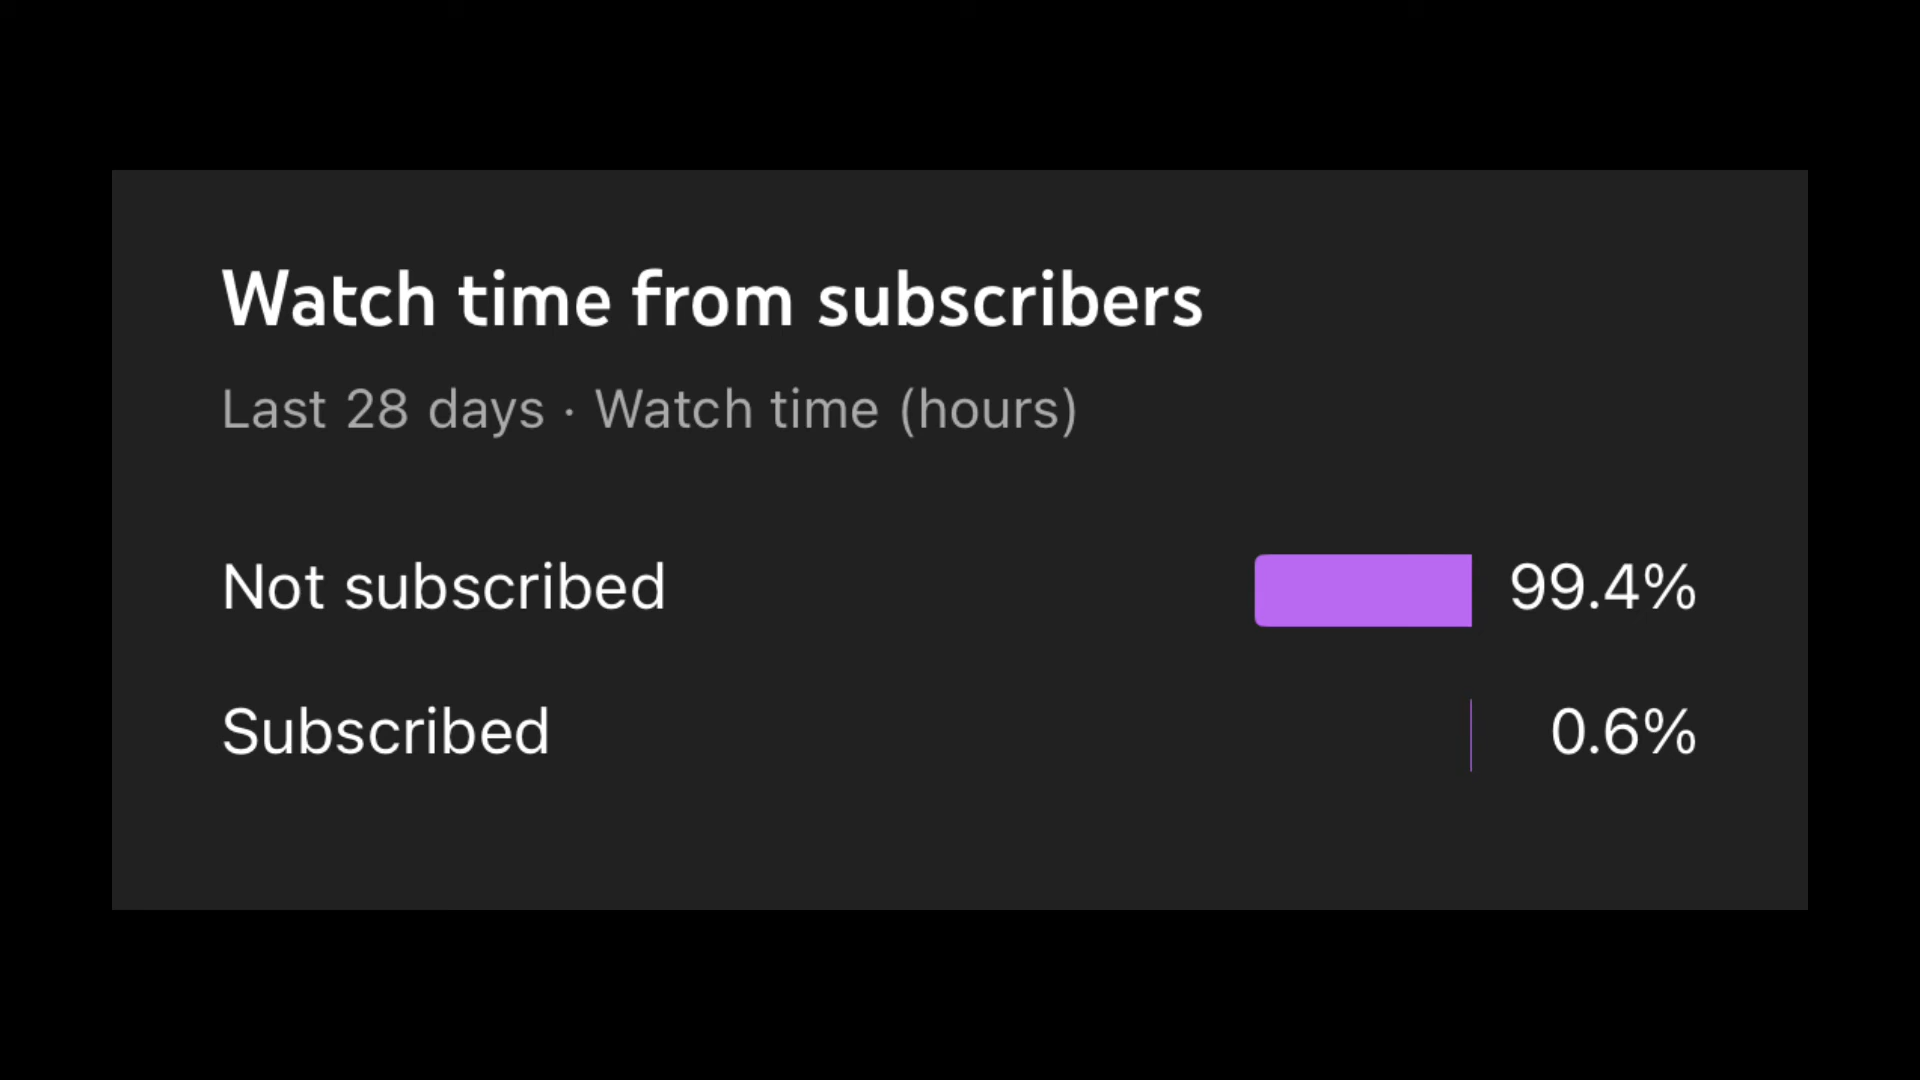 Watch time from subscribers
Last 28 days · Watch time (hours)
Not subscribed 99.4%
Subscribed 0.6%